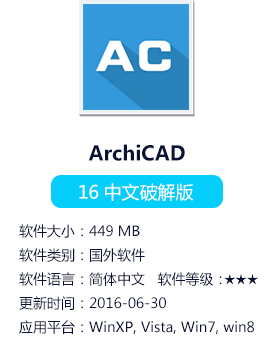 AC
ArchiCAD
16 中文破解版
软件大小：449 MB
软件类别：国外软件
软件语言：简体中文 软件等级：★★★
更新时间：2016-06-30
应用平台：WinXP, Vista, Win7, win8